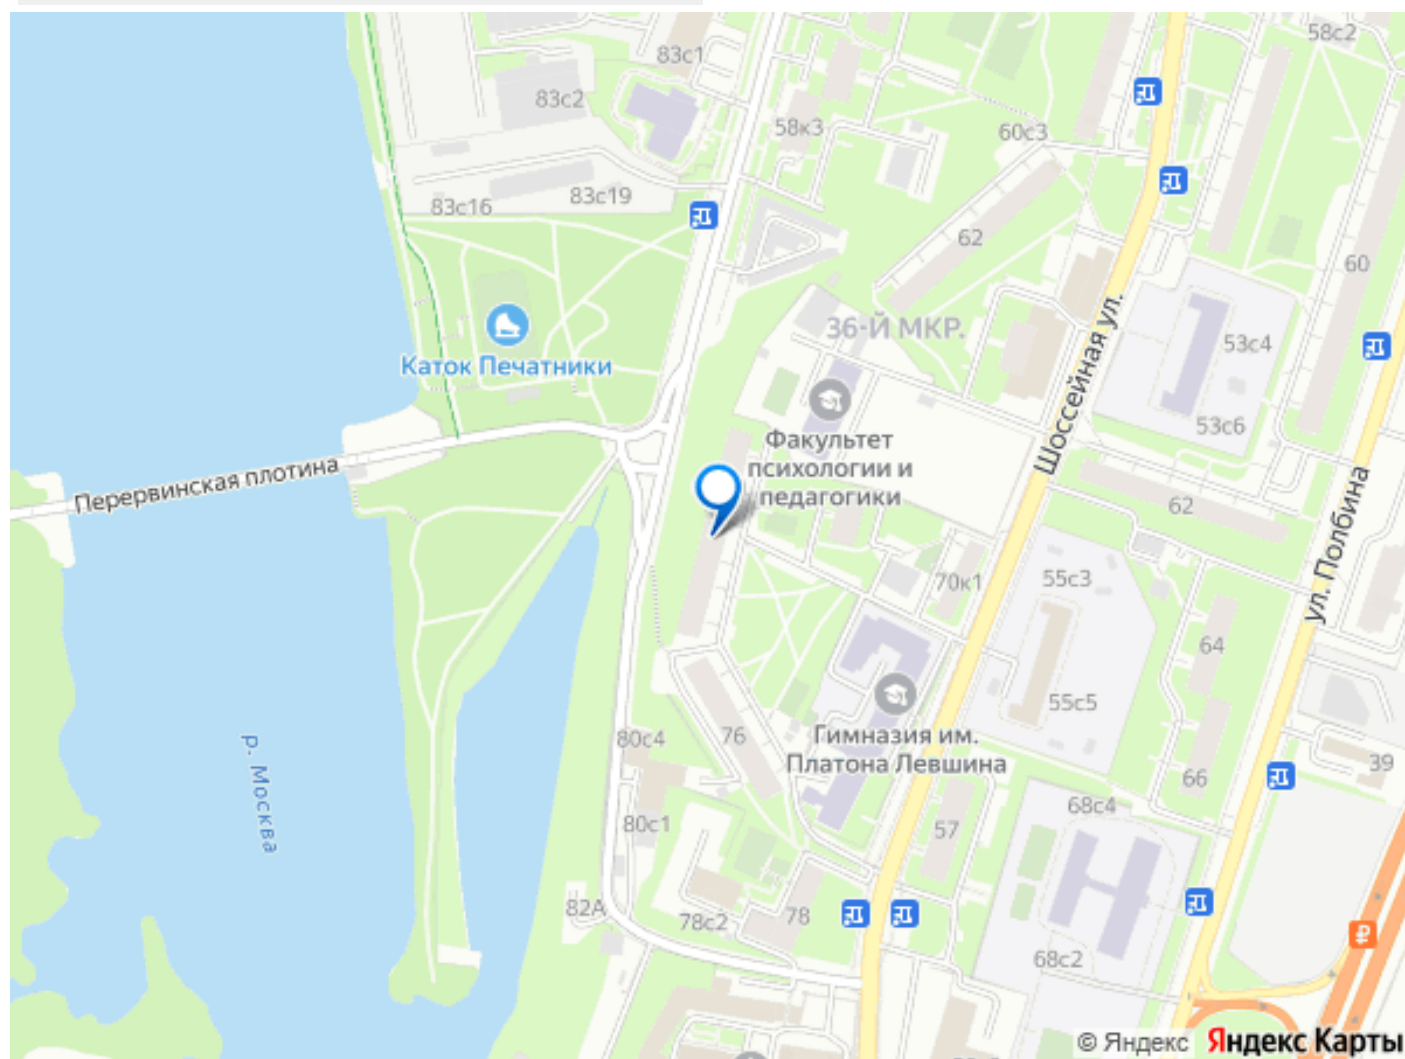 58с2
83с1
83с2
58к3
60с3
83с16
83с19
62
60
36-Й МКР.
Шоссейная ул.
53с4
Каток Печатники
53с6
Факультет
психологии и
педагогики
Перервинская плотина
62
ул. Полбина
70к1
55с3
64
55с5
р. Москва
80с4
76
Гимназия им.
Платона Левшина
66
39
68с4
80с1
57
82А
78с2
78
68с2
© Яндекс Яндекс Карты